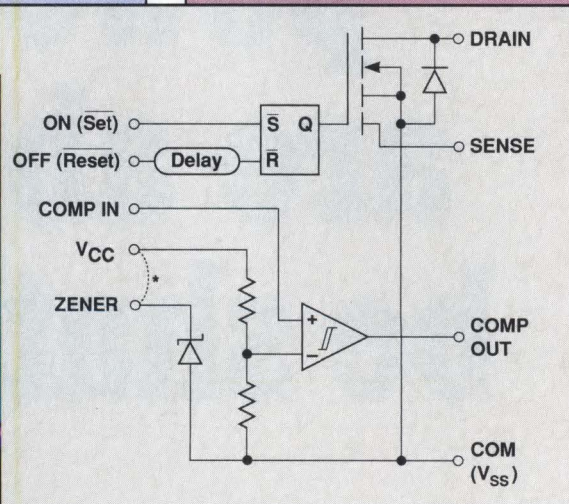 DRAIN
ON (Set)
S Q
OFF (Reset)
Delay
R
SENSE
COMP IN
VCC
*
ZENER
+
−
COMP
OUT
COM
(VSS)